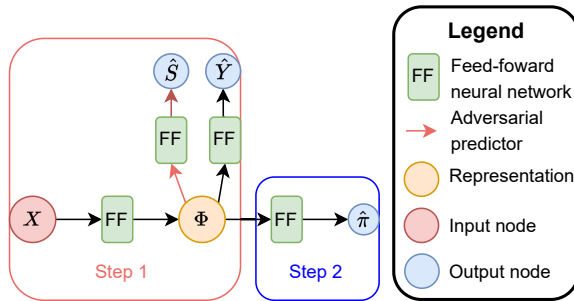 Ŝ
Ŷ
FF
FF
X
FF
Φ
FF
π̂
Step 1
Step 2
Legend
FF
Feed-foward
neural network
Adversarial
predictor
Representation
Input node
Output node